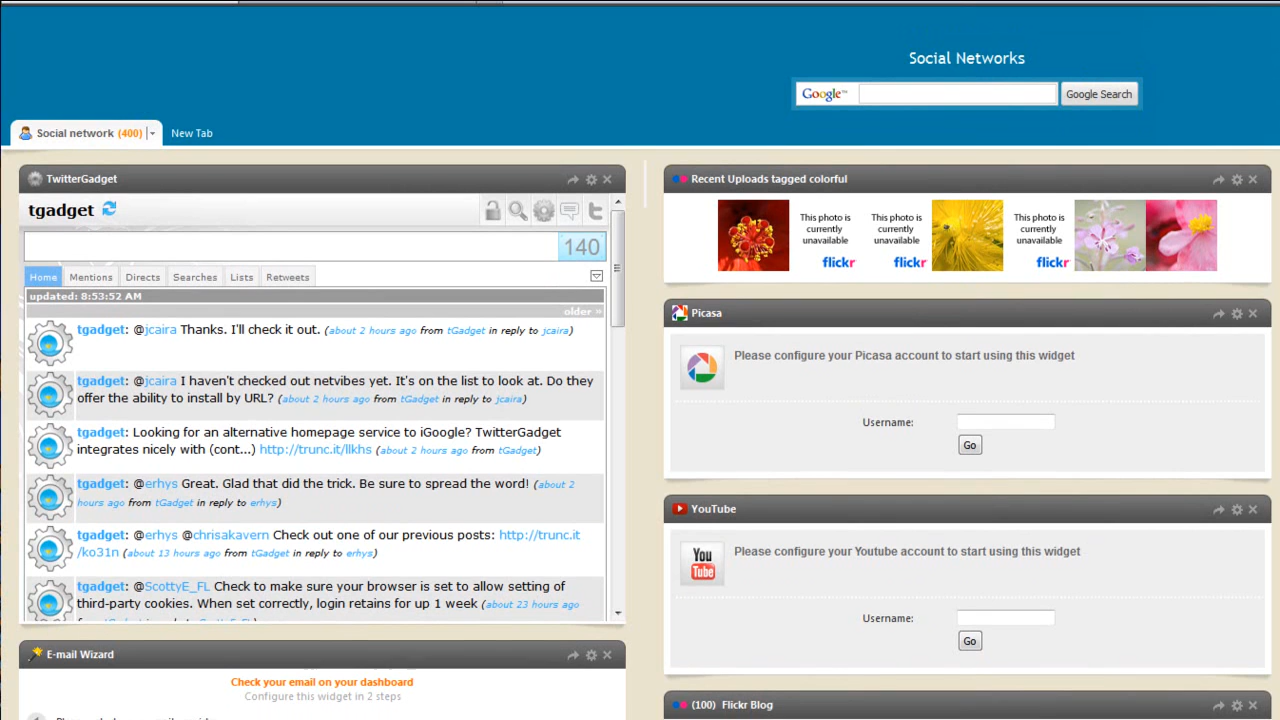 Social Networks
Google™
Google Search
Social network (400)
New Tab
TwitterGadget
tgadget
140
Home Mentions Directs Searches Lists Retweets
updated: 8:53:52 AM
older »
tgadget: @jcaira Thanks. I'll check it out. (about 2 hours ago from tGadget in reply to jcaira)
tgadget: @jcaira I haven't checked out netvibes yet. It's on the list to look at. Do they
offer the ability to install by URL? (about 2 hours ago from tGadget in reply to jcaira)
tgadget: Looking for an alternative homepage service to iGoogle? TwitterGadget
integrates nicely with (cont...) http://trunc.it/llkhs (about 2 hours ago from tGadget)
tgadget: @erhys Great. Glad that did the trick. Be sure to spread the word! (about 2
hours ago from tGadget in reply to erhys)
tgadget: @erhys @chrisakavern Check out one of our previous posts: http://trunc.it
/ko31n (about 13 hours ago from tGadget in reply to erhys)
tgadget: @ScottyE_FL Check to make sure your browser is set to allow setting of
third-party cookies. When set correctly, login retains for up 1 week (about 23 hours ago
E-mail Wizard
Check your email on your dashboard
Configure this widget in 2 steps
Recent Uploads tagged colorful
This photo is
currently
unavailable
flickr
This photo is
currently
unavailable
flickr
This photo is
currently
unavailable
flickr
Picasa
Please configure your Picasa account to start using this widget
Username:
Go
YouTube
You
Tube
Please configure your Youtube account to start using this widget
Username:
Go
(100) Flickr Blog